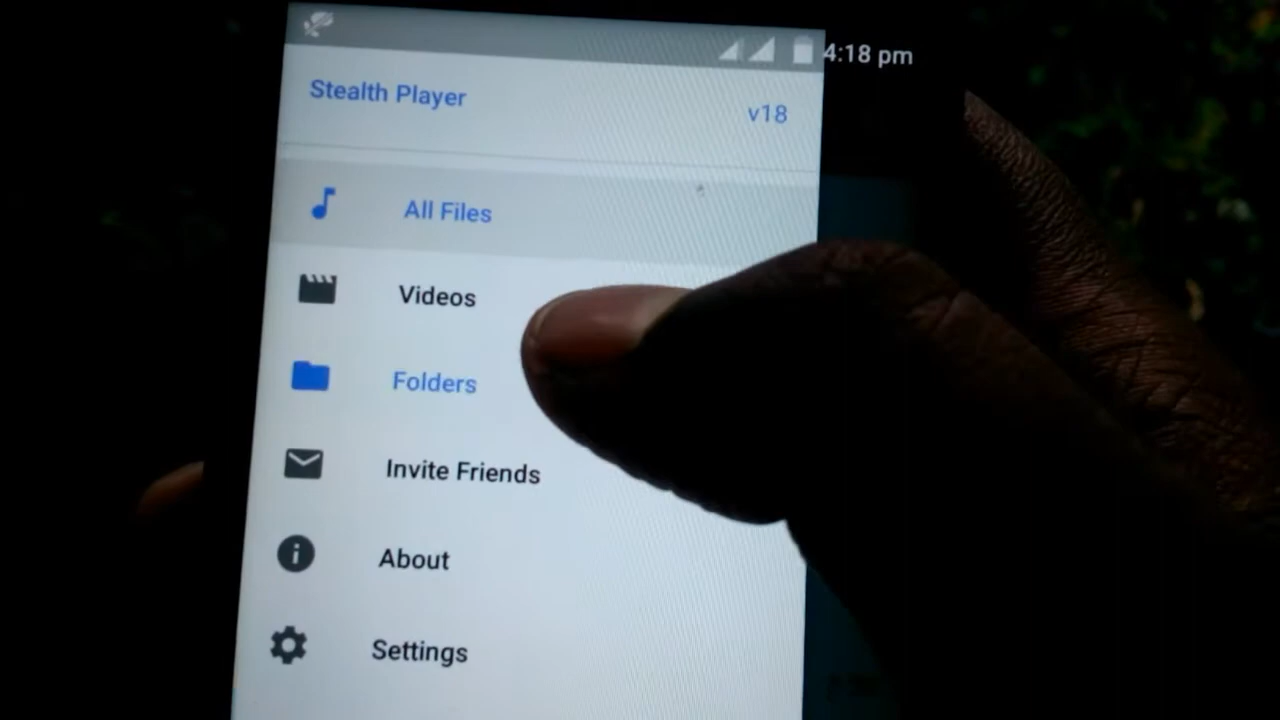 4:18 pm
Stealth Player
v18
All Files
Videos
Folders
Invite Friends
About
Settings